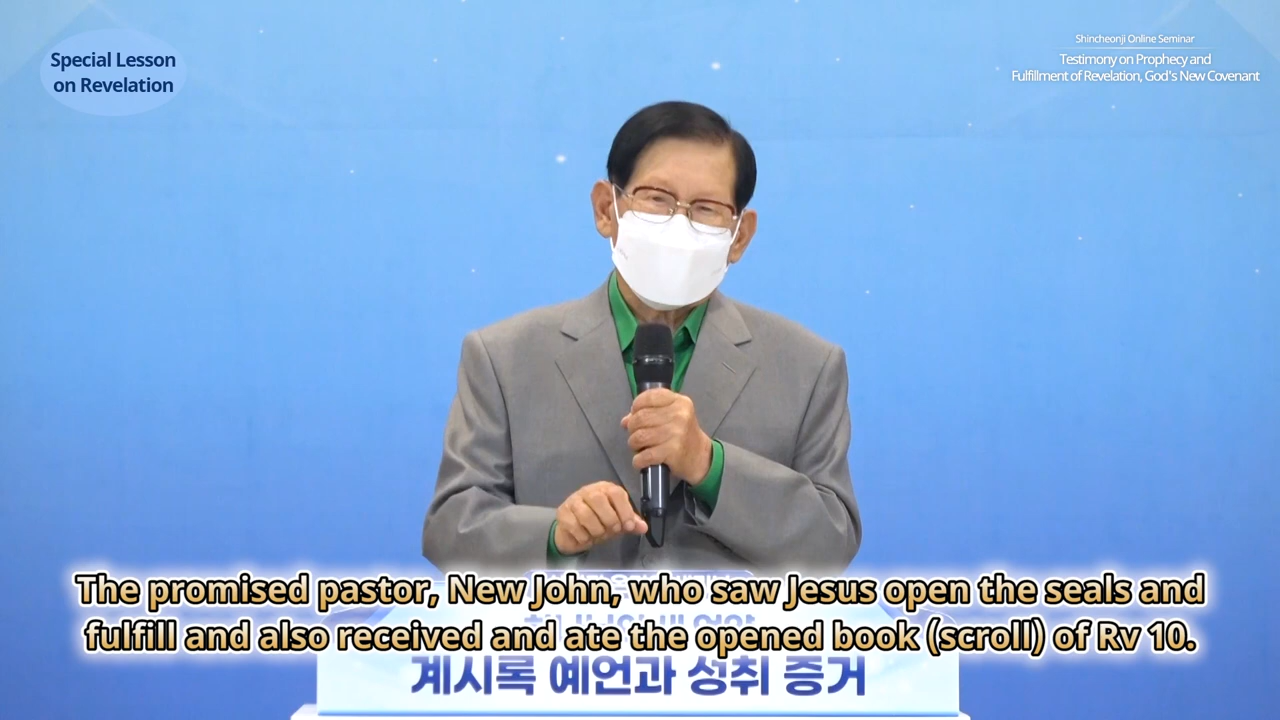 Special Lesson
on Revelation
Shincheonji Online Seminar
Testimony on Prophecy and
Fulfillment of Revelation, God's New Covenant
The promised pastor, New John, who saw Jesus open the seals and
fulfill and also received and ate the opened book (scroll) of Rv 10.
계시록 예언과 성취 증거